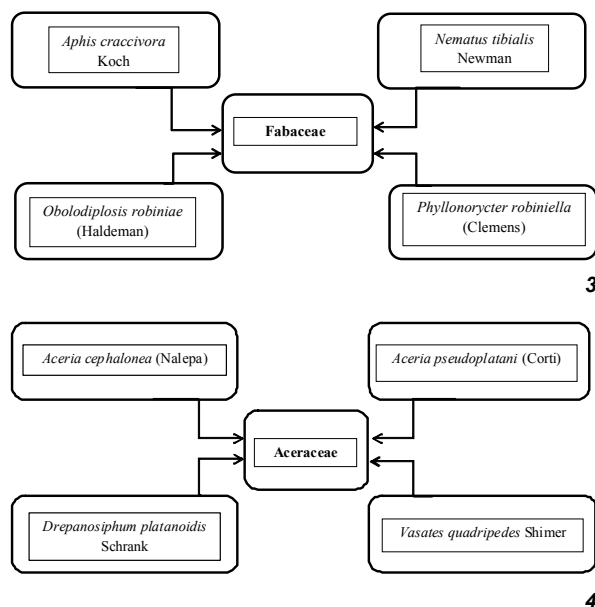 Aphis craccivora
Koch
Nematus tibialis
Newman
Fabaceae
Obolodiplosis robiniae
(Haldeman)
Phyllonorycter robiniella
(Clemens)
3
Aceria cephalonea (Nalepa)
Aceria pseudoplatani (Corti)
Aceraceae
Drepanosiphum platanoidis
Schrank
Vasates quadripedes Shimer
4